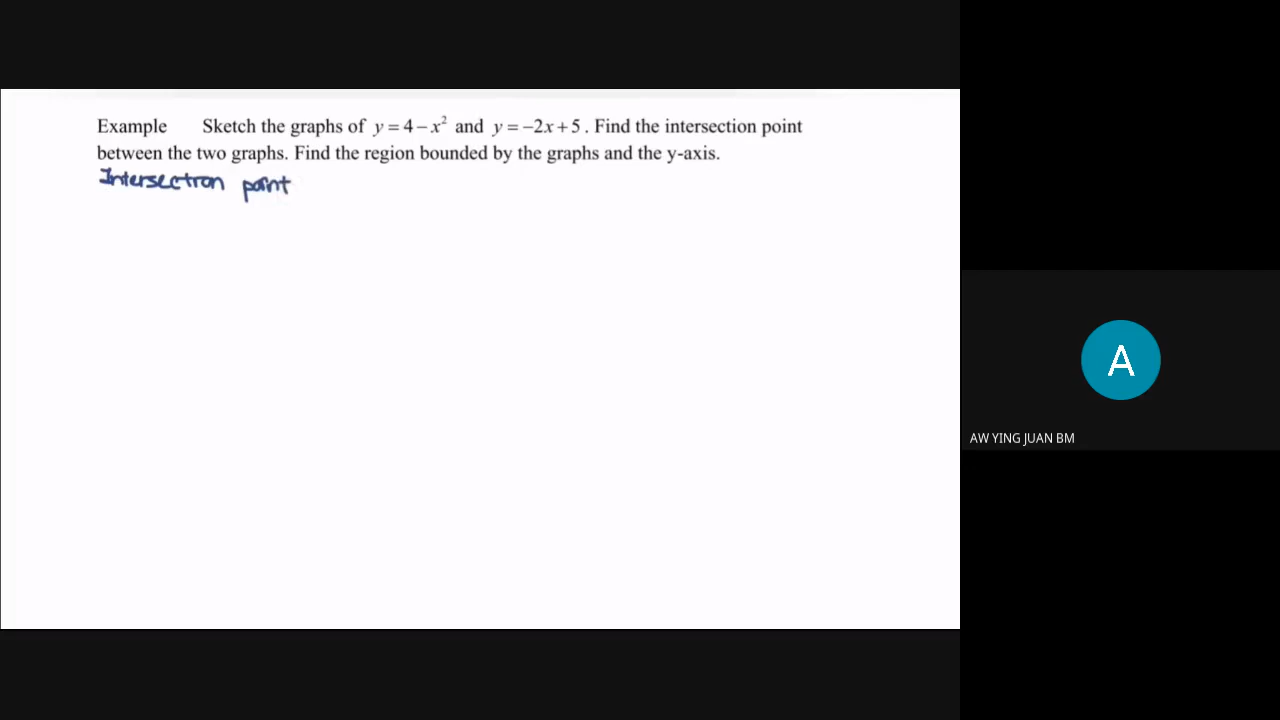 Example Sketch the graphs of y = 4 − x² and y = −2x + 5 . Find the intersection point
between the two graphs. Find the region bounded by the graphs and the y-axis.
Intersection point
A
AW YING JUAN BM